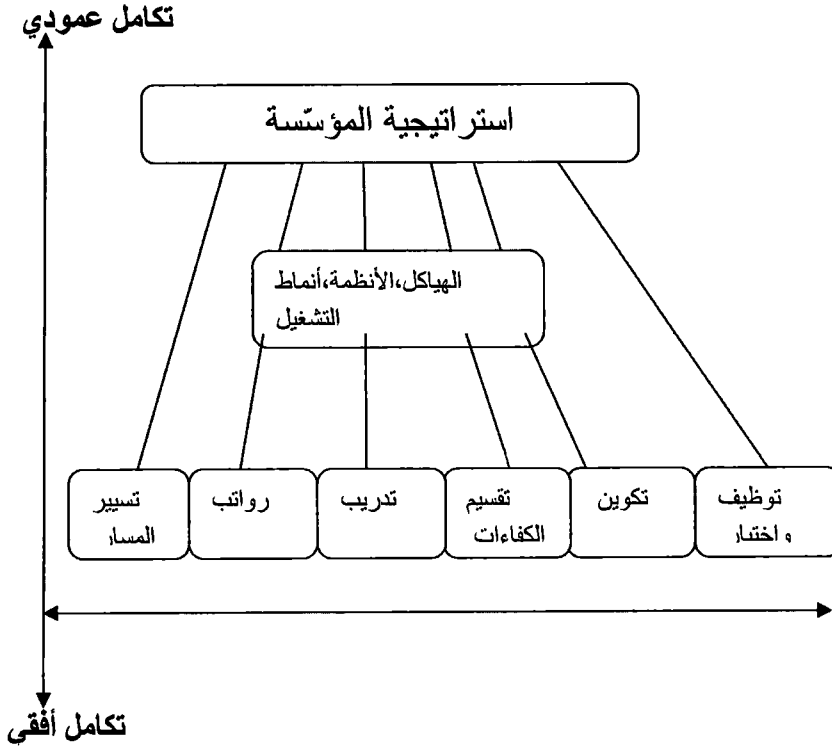 تكامل عمودي
استراتيجية المؤسّسة
الهياكل،الأنظمة،أنماط
التشغيل
توظيف
واختبار
تكوين
تقسيم
الكفاءات
تدريب
رواتب
تسيير
المسار
تكامل أفقي